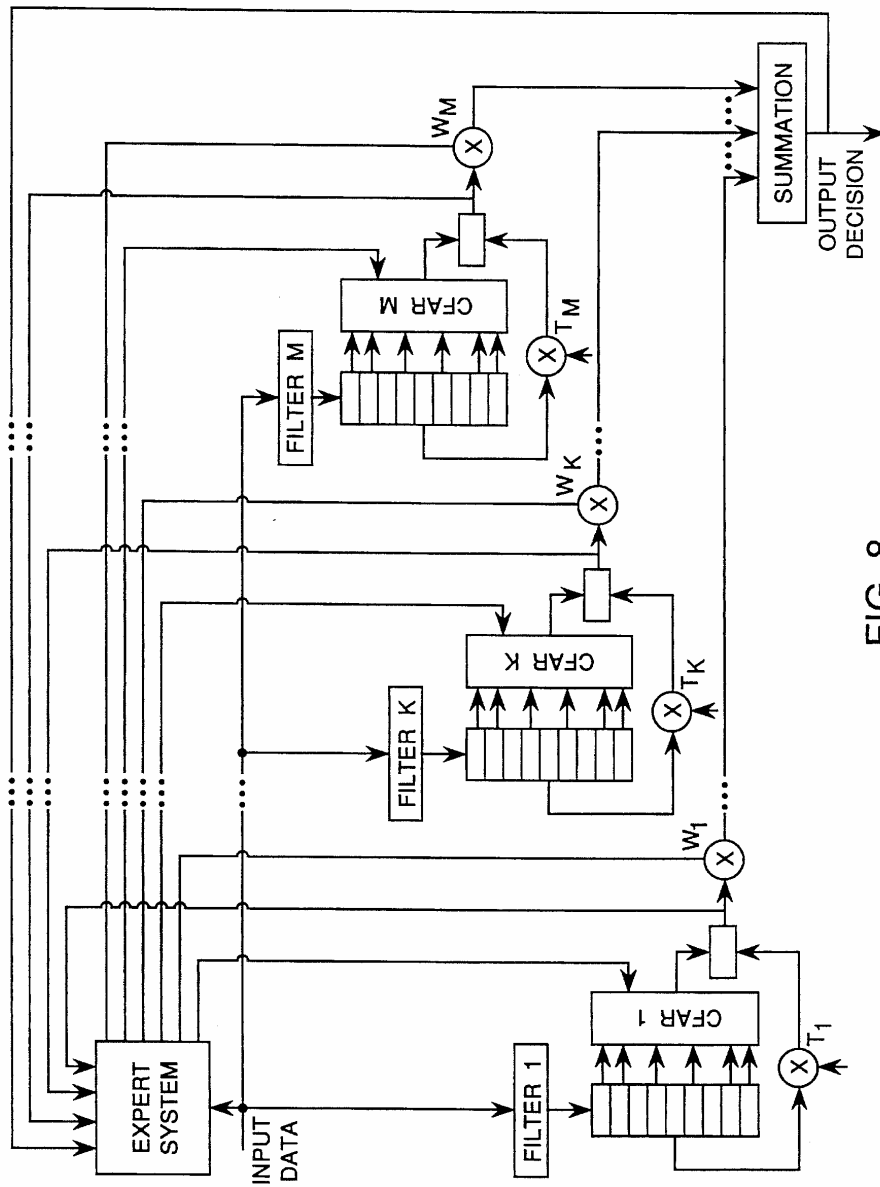 EXPERT
SYSTEM
INPUT
DATA
FILTER 1
CFAR 1
T1
W1
FILTER K
CFAR K
TK
WK
FILTER M
CFAR M
TM
WM
SUMMATION
OUTPUT
DECISION
FIG. 8